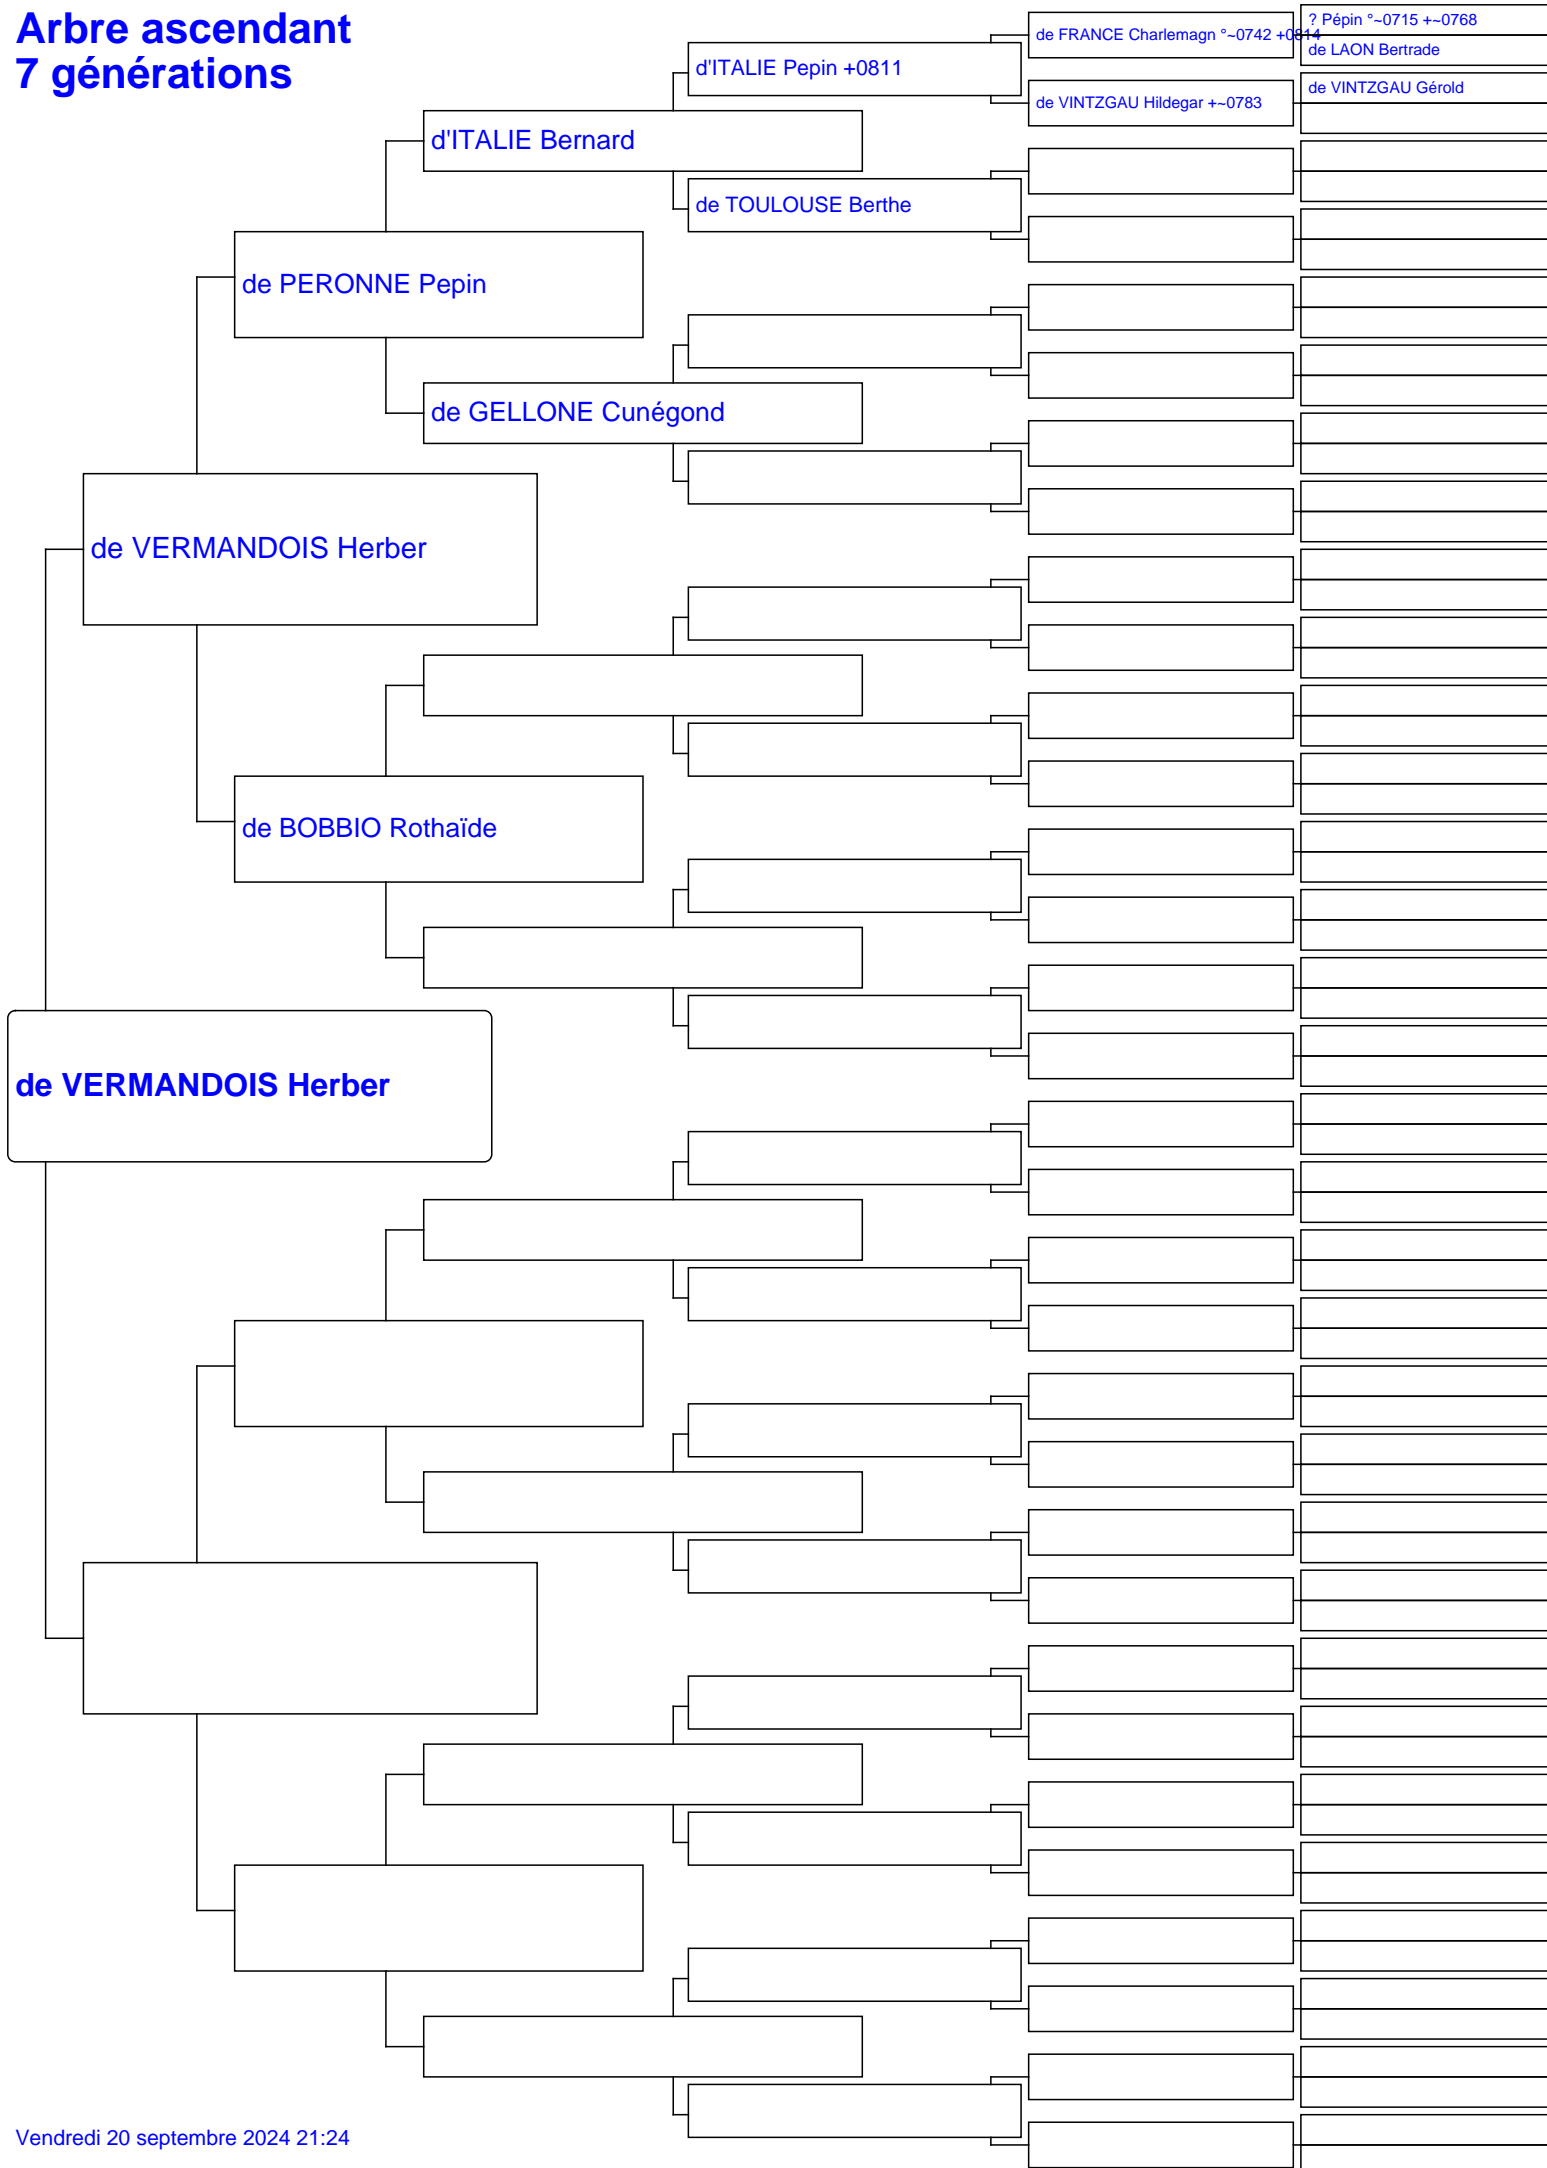 Arbre ascendant
7 générations
? Pépin °~0715 +~0768
de FRANCE Charlemagn °~0742 +0814
de LAON Bertrade
d'ITALIE Pepin +0811
de VINTZGAU Gérold
de VINTZGAU Hildegar +~0783
d'ITALIE Bernard
de TOULOUSE Berthe
de PERONNE Pepin
de GELLONE Cunégond
de VERMANDOIS Herber
de BOBBIO Rothaïde
de VERMANDOIS Herber
Vendredi 20 septembre 2024 21:24